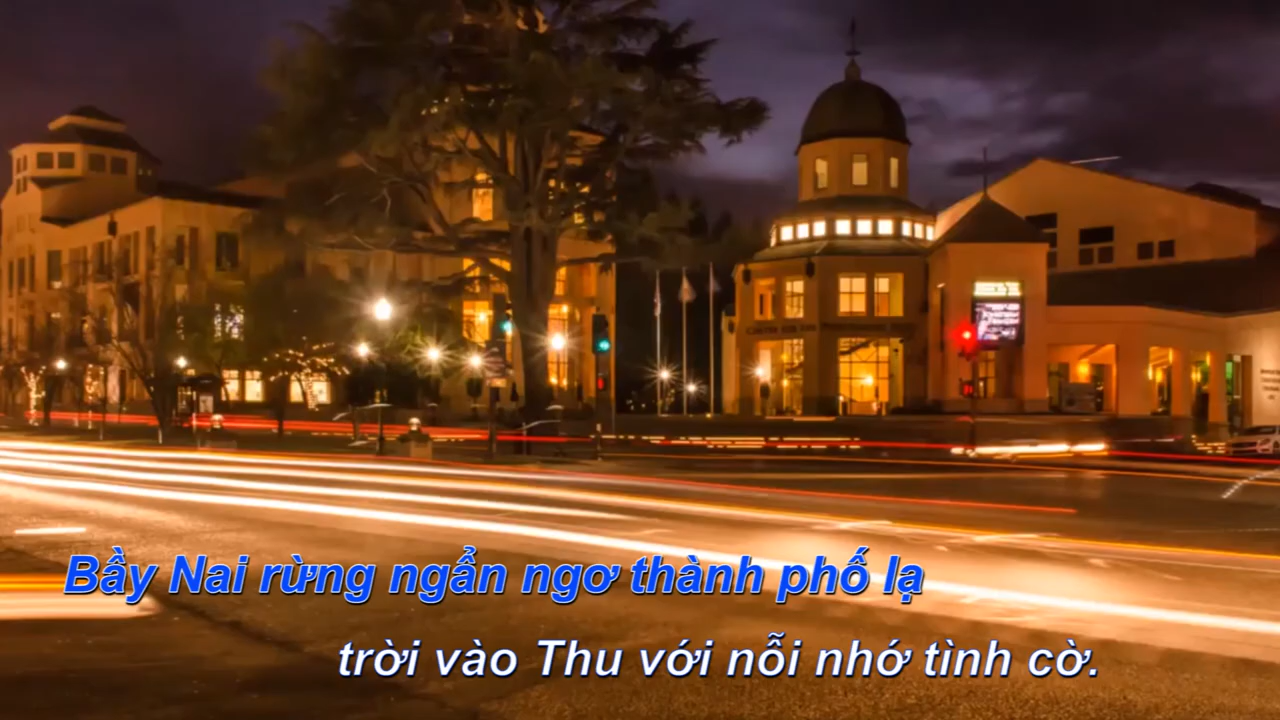 Bầy Nai rừng ngẩn ngơ thành phố lạ
trời vào Thu với nỗi nhớ tình cờ.